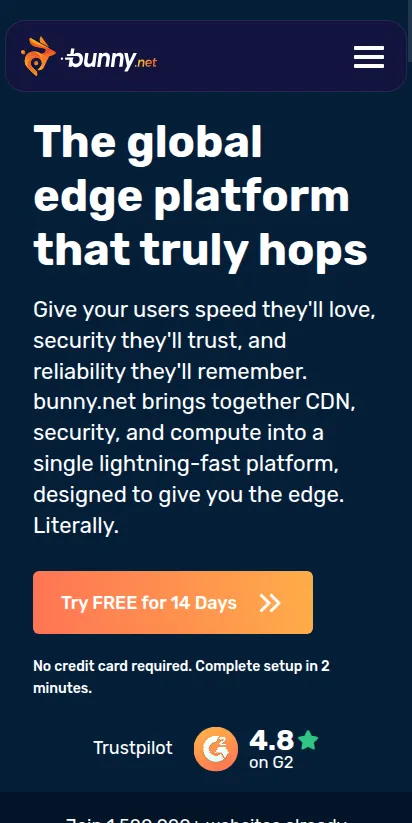 bunny.net
The global
edge platform
that truly hops
Give your users speed they'll love,
security they'll trust, and
reliability they'll remember.
bunny.net brings together CDN,
security, and compute into a
single lightning-fast platform,
designed to give you the edge.
Literally.
Try FREE for 14 Days
No credit card required. Complete setup in 2
minutes.
Trustpilot
G2
4.8
on G2